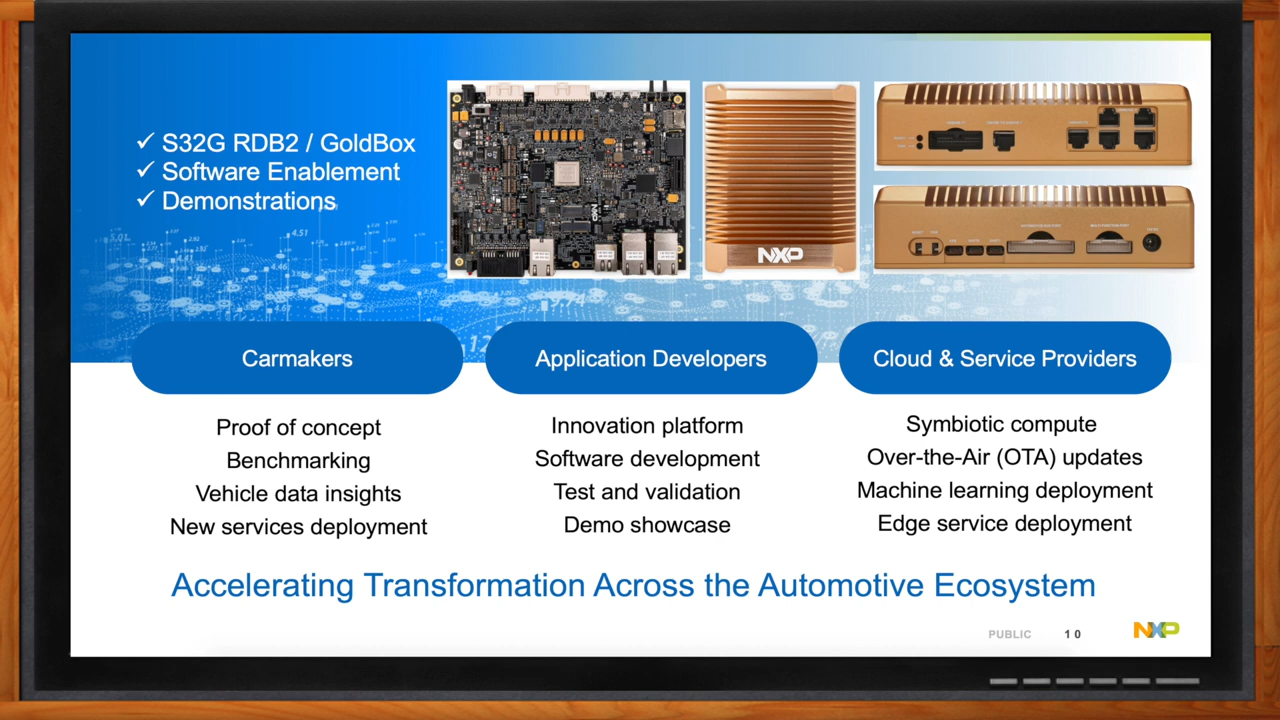 ✓ S32G RDB2 / GoldBox
✓ Software Enablement
✓ Demonstrations
NXP
Carmakers
Proof of concept
Benchmarking
Vehicle data insights
New services deployment
Application Developers
Innovation platform
Software development
Test and validation
Demo showcase
Cloud & Service Providers
Symbiotic compute
Over-the-Air (OTA) updates
Machine learning deployment
Edge service deployment
Accelerating Transformation Across the Automotive Ecosystem
PUBLIC 10
NXP